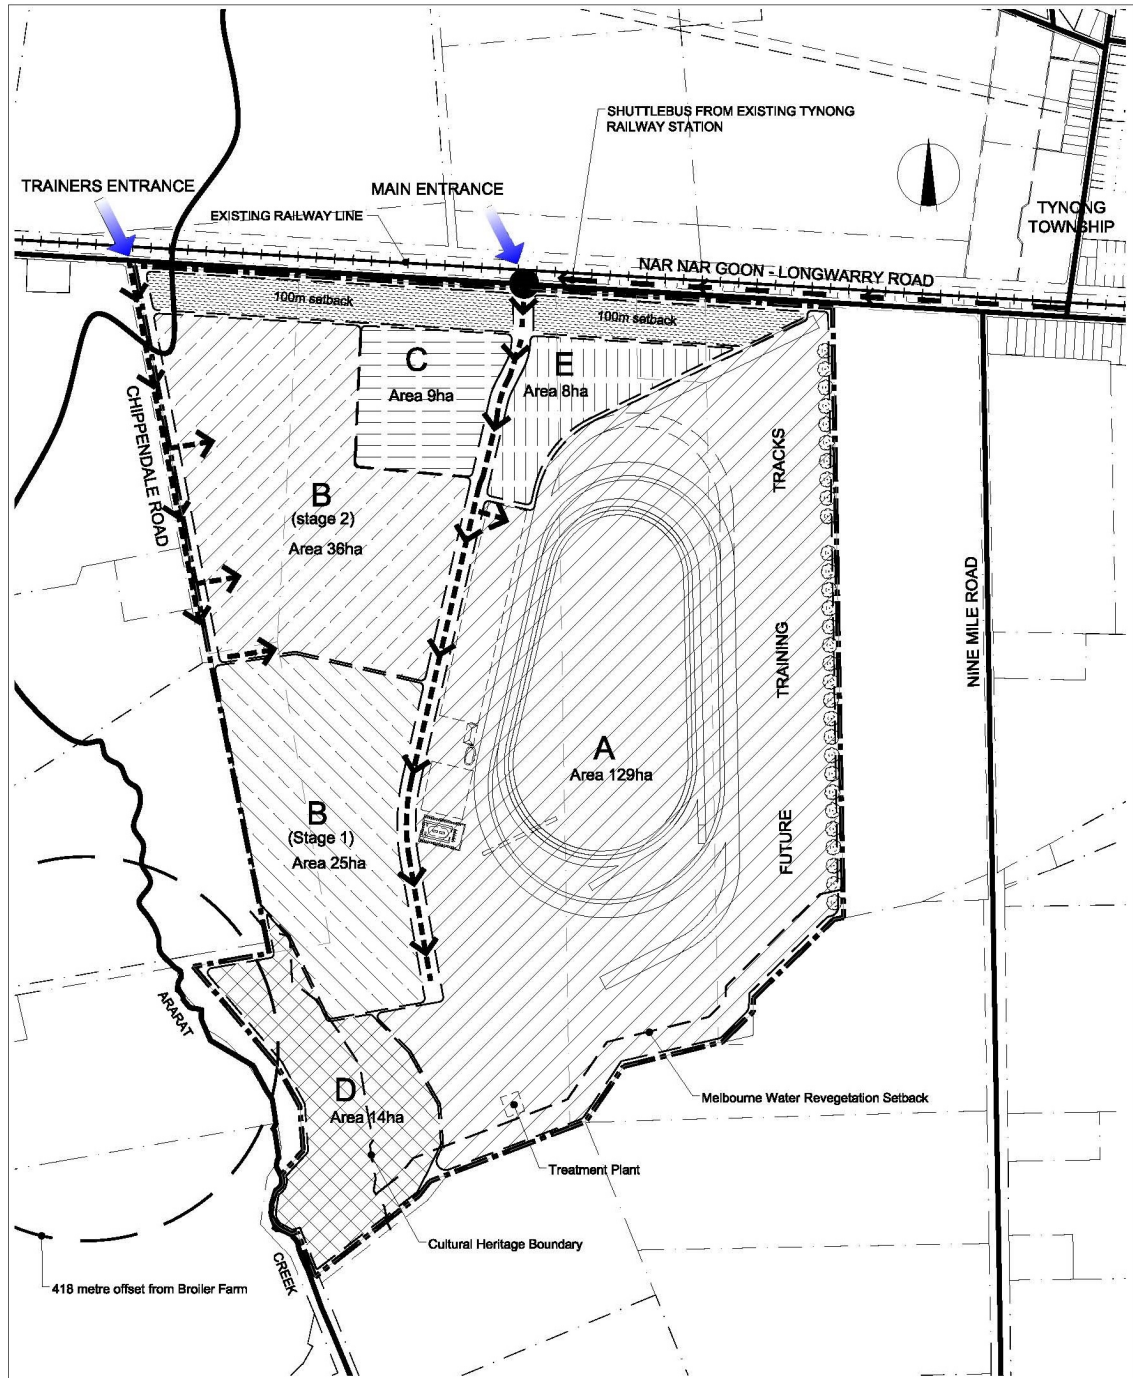 SHUTTLEBUS FROM EXISTING TYNONG
RAILWAY STATION
TRAINERS ENTRANCE
MAIN ENTRANCE
EXISTING RAILWAY LINE
TYNONG
TOWNSHIP
NAR NAR GOON - LONGWARRY ROAD
100m setback
100m setback
C
Area 9ha
E
Area 8ha
CHIPPENDALE ROAD
TRACKS
B
(stage 2)
Area 36ha
NINE MILE ROAD
TRAINING
A
Area 129ha
B
(Stage 1)
Area 25ha
FUTURE
ARARAT
D
Area 14ha
Melbourne Water Revegetation Setback
Treatment Plant
Cultural Heritage Boundary
CREEK
418 metre offset from Broiler Farm